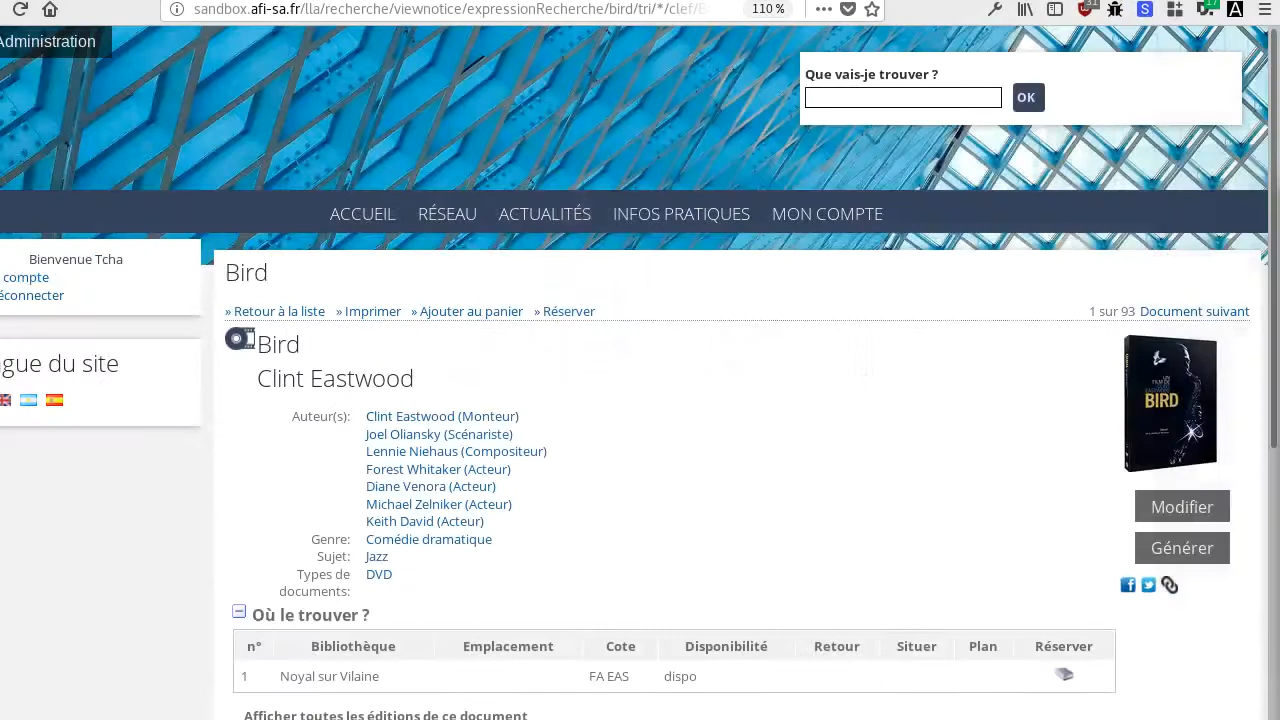 sandbox.afi-sa.fr/lla/recherche/viewnotice/expressionRecherche/bird/tri/*/clef/B
110 %
31
17
Administration
Que vais-je trouver ?
OK
ACCUEIL RÉSEAU ACTUALITÉS INFOS PRATIQUES MON COMPTE
Bienvenue Tcha
compte
éconnecter
gue du site
Bird
» Retour à la liste » Imprimer » Ajouter au panier » Réserver
1 sur 93 Document suivant
Bird
Clint Eastwood
Auteur(s): Clint Eastwood (Monteur)
Joel Oliansky (Scénariste)
Lennie Niehaus (Compositeur)
Forest Whitaker (Acteur)
Diane Venora (Acteur)
Michael Zelniker (Acteur)
Keith David (Acteur)
Genre: Comédie dramatique
Sujet: Jazz
Types de documents: DVD
UN
FILM DE
BIRD
Modifier
Générer
Où le trouver ?
n° Bibliothèque Emplacement Cote Disponibilité Retour Situer Plan Réserver
1 Noyal sur Vilaine FA EAS dispo
Afficher toutes les éditions de ce document